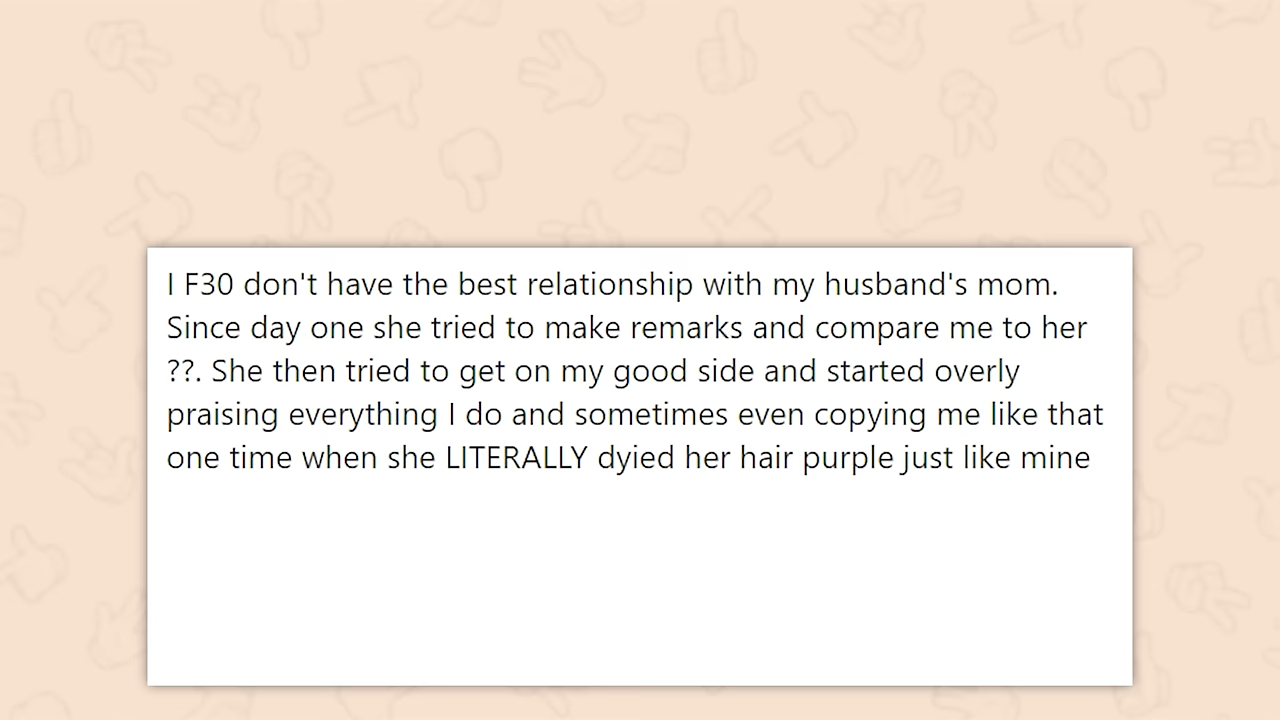 I F30 don't have the best relationship with my husband's mom.
Since day one she tried to make remarks and compare me to her
??. She then tried to get on my good side and started overly
praising everything I do and sometimes even copying me like that
one time when she LITERALLY dyied her hair purple just like mine